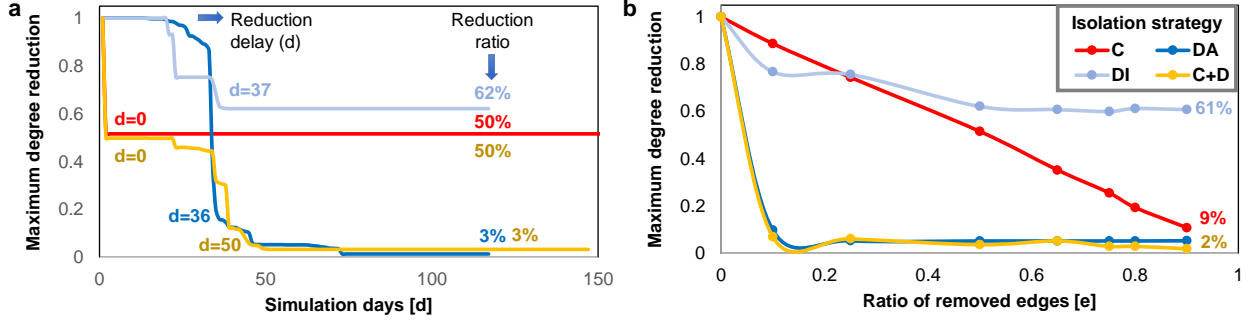 a
Maximum degree reduction
1
0.8
0.6
0.4
0.2
0
0
50
100
150
Simulation days [d]
Reduction
delay (d)
Reduction
ratio
d=37
62%
d=0
50%
d=0
50%
d=36
d=50
3%
3%
b
Maximum degree reduction
1
0.8
0.6
0.4
0.2
0
0
0.2
0.4
0.6
0.8
1
Ratio of removed edges [e]
Isolation strategy
C
DA
DI
C+D
61%
9%
2%